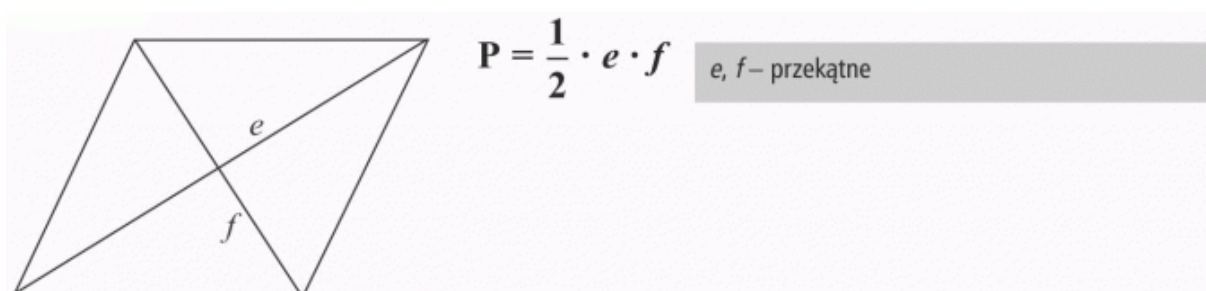 P = 1/2 · e · f
e, f – przekątne
e
f